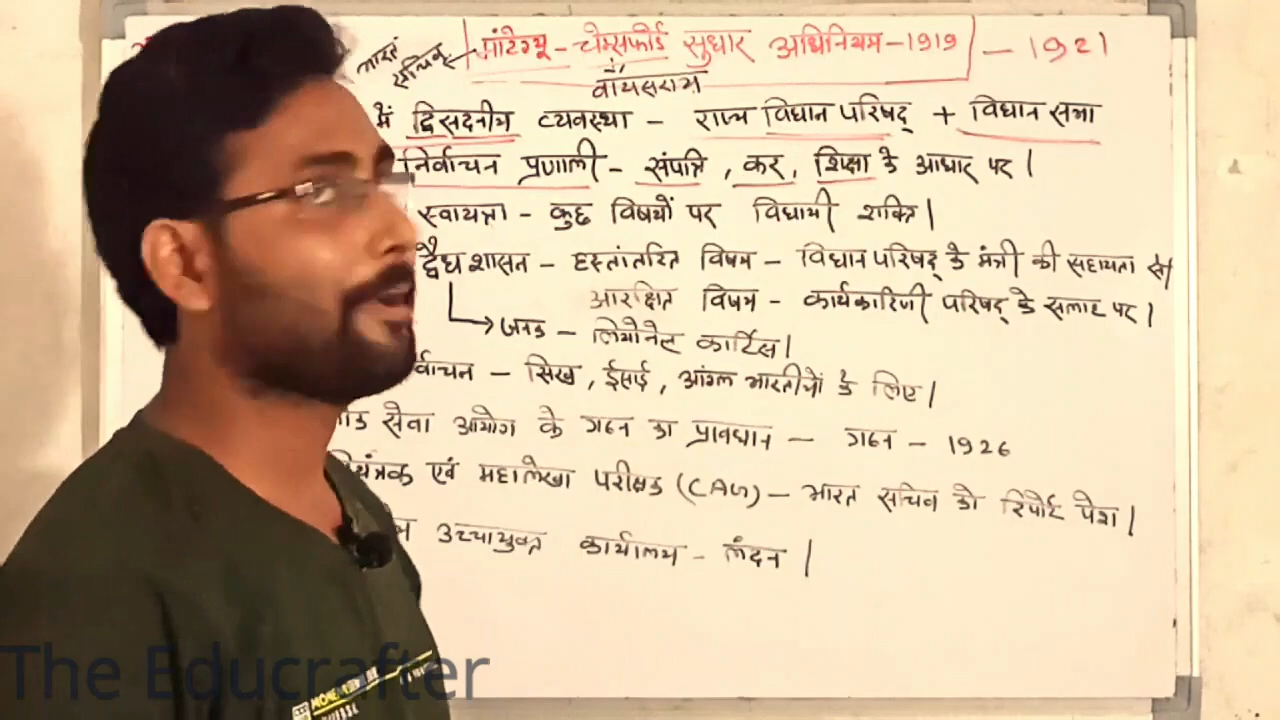 भारत सचिव
मांटेग्यू - चेम्सफोर्ड सुधार अधिनियम - 1919 - 1921
वॉयसराय
में द्विसदनीय व्यवस्था - राज्य विधान परिषद् + विधान सभा
निर्वाचन प्रणाली - संपत्ति, कर, शिक्षा के आधार पर।
स्वायत्ता - कुछ विषयों पर विधायी शक्ति।
द्वैध शासन - हस्तांतरित विषय - विधान परिषद् के मंत्री की सहायता से।
आरक्षित विषय - कार्यकारिणी परिषद् के सलाह पर।
जनक - लियोनेल कार्टिस।
र्वाचन - सिख, ईसाई, आंग्ल भारतीयों के लिए।
सेवा आयोग के गठन का प्रावधान - गठन - 1926
नियंत्रक एवं महालेखा परीक्षक (CAG) - भारत सचिव को रिपोर्ट पेश।
उच्चायुक्त कार्यालय - लंदन।
The Educrafter